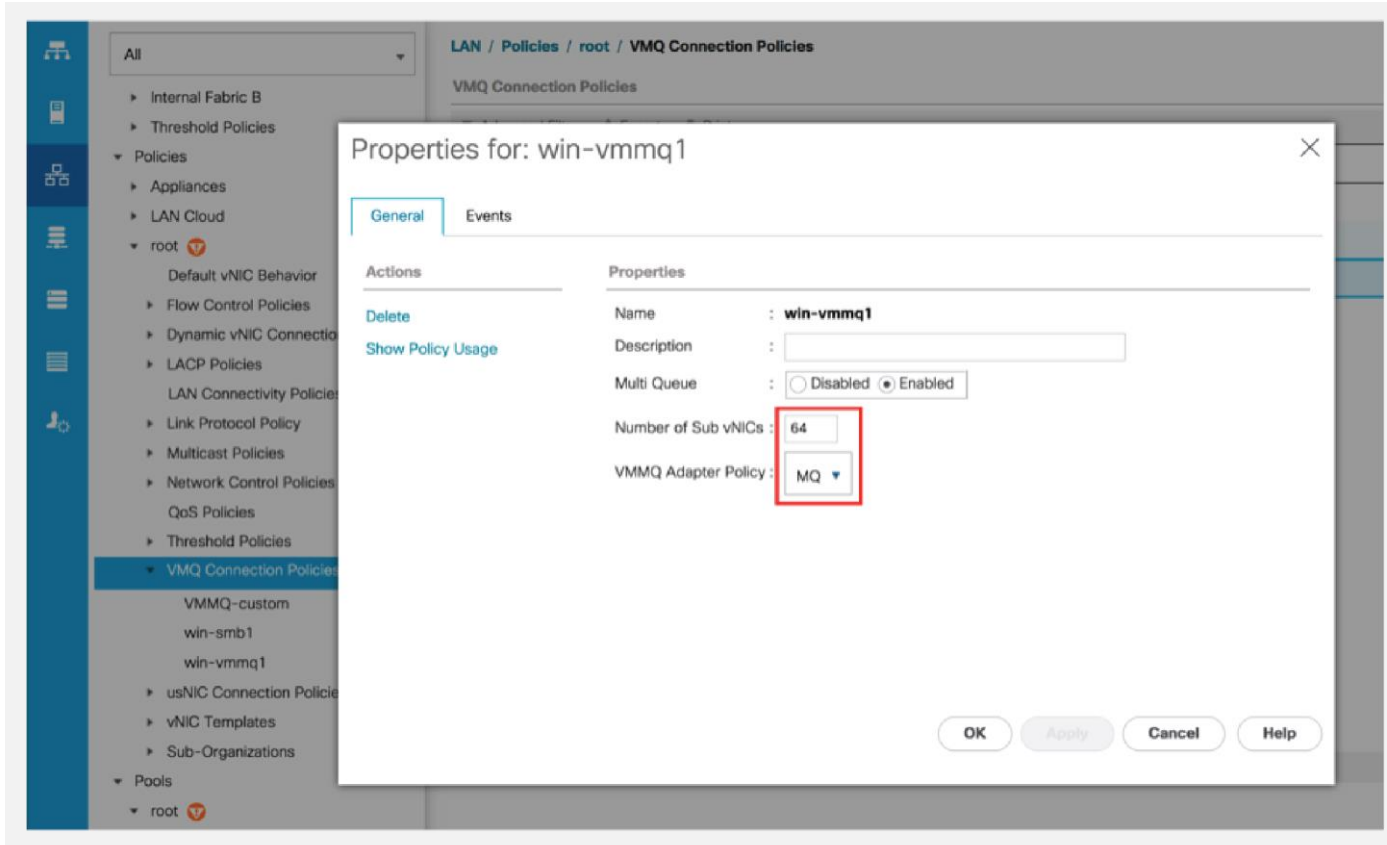 All
Internal Fabric B
Threshold Policies
Policies
Appliances
LAN Cloud
root
Default vNIC Behavior
Flow Control Policies
Dynamic vNIC Connectio
LACP Policies
LAN Connectivity Policies
Link Protocol Policy
Multicast Policies
Network Control Policies
QoS Policies
Threshold Policies
VMQ Connection Policies
VMMQ-custom
win-smb1
win-vmmq1
usNIC Connection Policie
vNIC Templates
Sub-Organizations
Pools
root
LAN / Policies / root / VMQ Connection Policies
VMQ Connection Policies
Properties for: win-vmmq1
General Events
Actions
Delete
Show Policy Usage
Properties
Name : win-vmmq1
Description :
Multi Queue : Disabled Enabled
Number of Sub vNICs : 64
VMMQ Adapter Policy : MQ
OK Apply Cancel Help